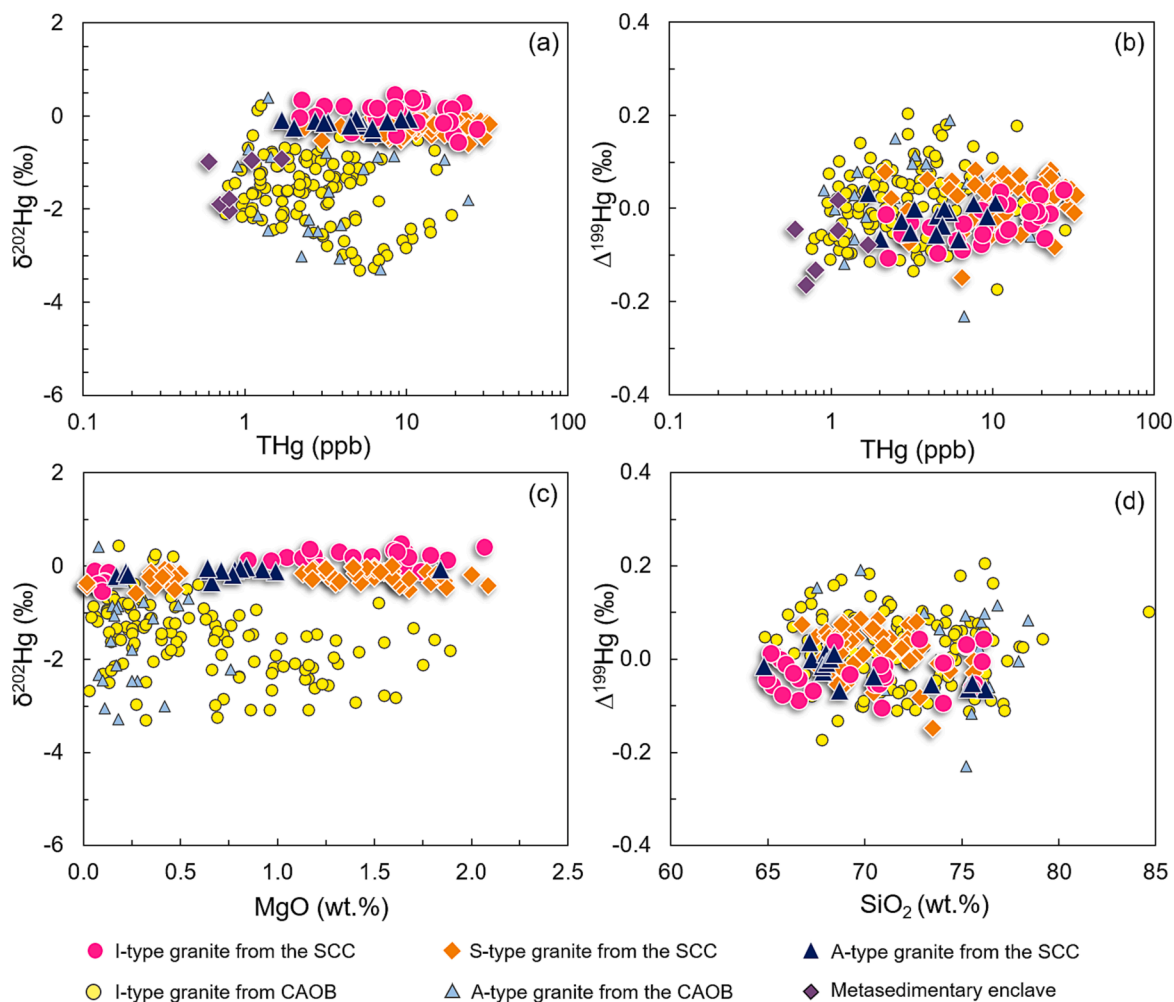 2
0
-2
-4
-6
δ²⁰²Hg (‰)
(a)
0.1
1
10
100
THg (ppb)
0.4
0.2
0.0
-0.2
-0.4
Δ¹⁹⁹Hg (‰)
(b)
0.1
1
10
100
THg (ppb)
2
0
-2
-4
-6
δ²⁰²Hg (‰)
(c)
0.0
0.5
1.0
1.5
2.0
2.5
MgO (wt.%)
0.4
0.2
0.0
-0.2
-0.4
Δ¹⁹⁹Hg (‰)
(d)
60
65
70
75
80
85
SiO₂ (wt.%)
I-type granite from the SCC
S-type granite from the SCC
A-type granite from the SCC
I-type granite from CAOB
A-type granite from the CAOB
Metasedimentary enclave